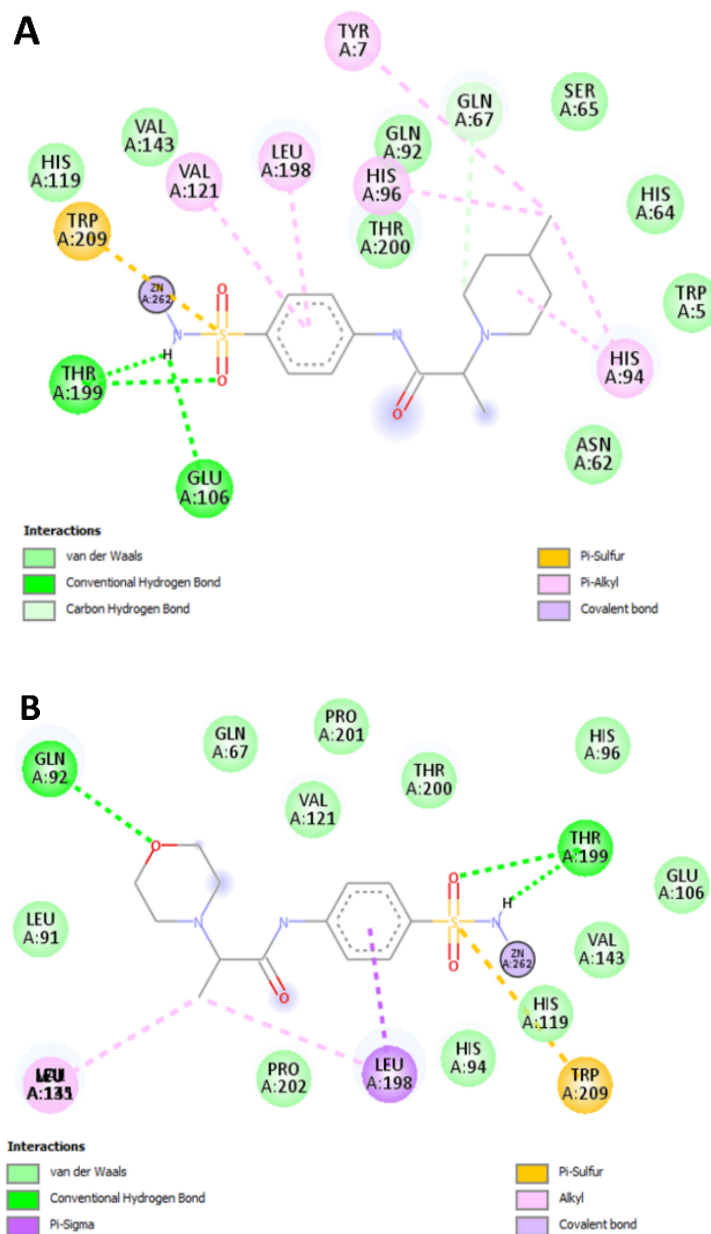 A
TYR
A:7
SER
A:65
GLN
A:67
VAL
A:143
GLN
A:92
LEU
A:198
HIS
A:119
VAL
A:121
HIS
A:96
HIS
A:64
TRP
A:209
THR
A:200
ZN
A:262
TRP
A:5
O
S
N
H
O
N
N
O
HIS
A:94
THR
A:199
ASN
A:62
GLU
A:106
Interactions
van der Waals
Conventional Hydrogen Bond
Carbon Hydrogen Bond
Pi-Sulfur
Pi-Alkyl
Covalent bond
B
PRO
A:201
GLN
A:67
HIS
A:96
GLN
A:92
THR
A:200
VAL
A:121
THR
A:199
O
GLU
A:106
O
H
LEU
A:91
N
N
S
N
VAL
A:143
ZN
A:262
O
O
HIS
A:119
HIS
A:94
PRO
A:202
LEU
A:198
TRP
A:209
Interactions
van der Waals
Conventional Hydrogen Bond
Pi-Sigma
Pi-Sulfur
Alkyl
Covalent bond